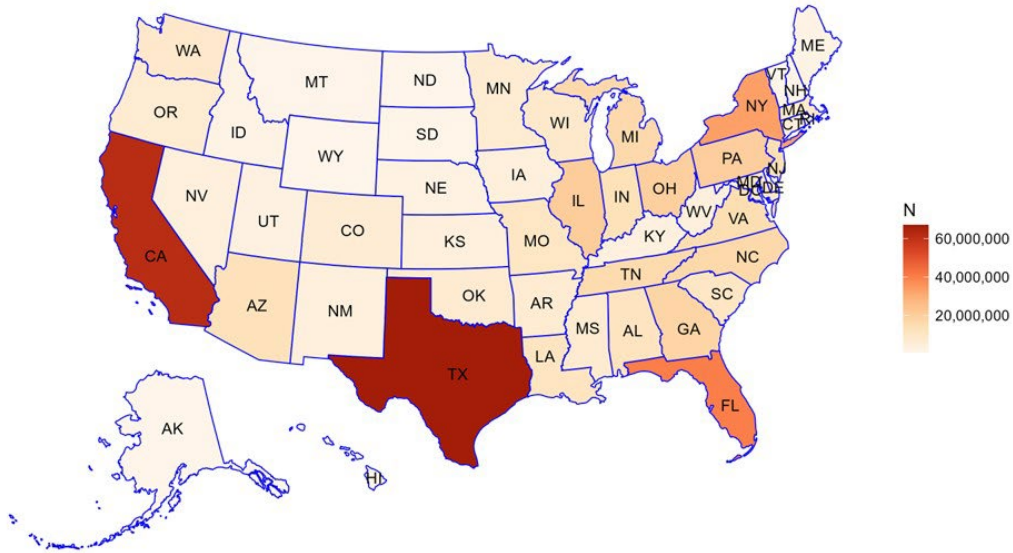 ME
WA
MT
ND
MN
VT
NH
OR
ID
SD
WI
MI
NY
MA
CT
RI
WY
NE
IA
PA
NJ
NV
UT
CO
KS
MO
IL
IN
OH
MD
DC
DE
WV
VA
KY
CA
AZ
NM
OK
AR
TN
NC
SC
MS
AL
GA
LA
TX
FL
AK
HI
N
60,000,000
40,000,000
20,000,000